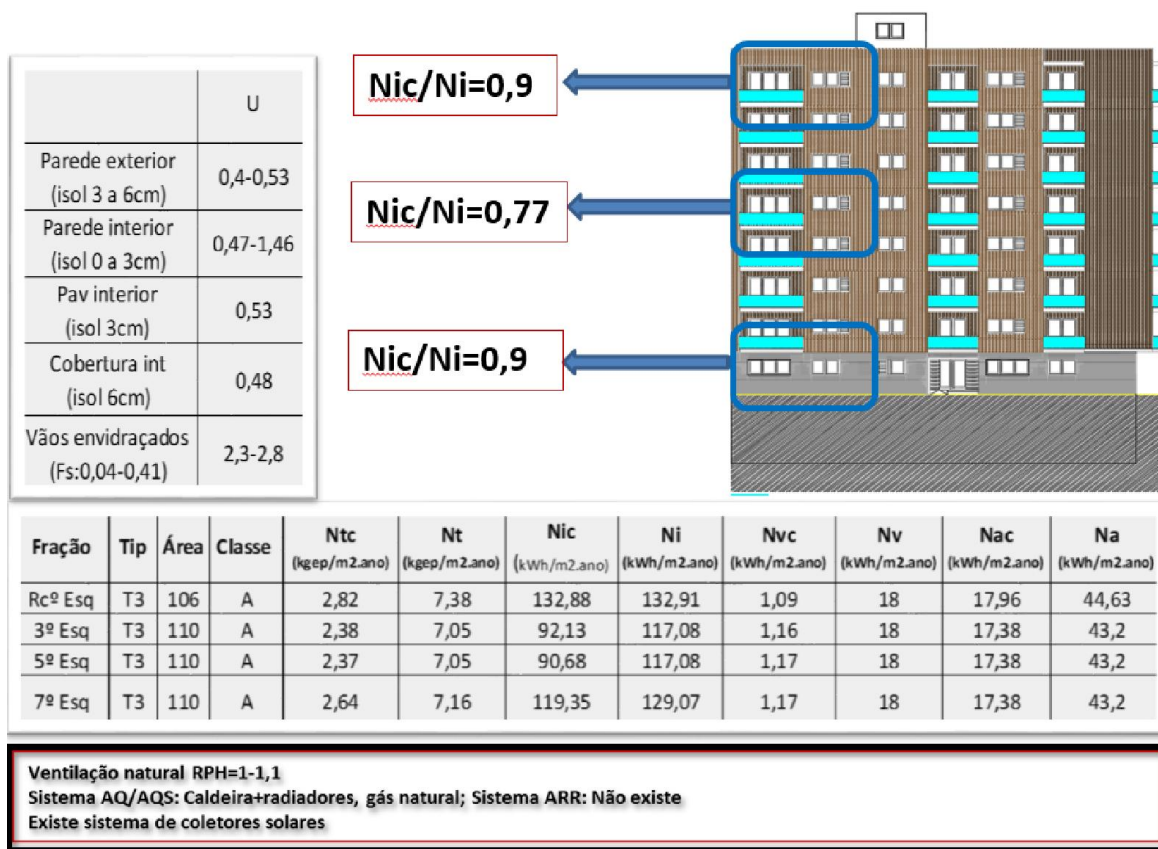 U
Parede exterior
(isol 3 a 6cm)
0,4-0,53
Parede interior
(isol 0 a 3cm)
0,47-1,46
Pav interior
(isol 3cm)
0,53
Cobertura int
(isol 6cm)
0,48
Vãos envidraçados
(Fs:0,04-0,41)
2,3-2,8
Nic/Ni=0,9
Nic/Ni=0,77
Nic/Ni=0,9
Fração Tip Área Classe Ntc Nt Nic Ni Nvc Nv Nac Na
(kgep/m2.ano) (kgep/m2.ano) (kWh/m2.ano) (kWh/m2.ano) (kWh/m2.ano) (kWh/m2.ano) (kWh/m2.ano) (kWh/m2.ano)
Rcº Esq T3 106 A 2,82 7,38 132,88 132,91 1,09 18 17,96 44,63
3º Esq T3 110 A 2,38 7,05 92,13 117,08 1,16 18 17,38 43,2
5º Esq T3 110 A 2,37 7,05 90,68 117,08 1,17 18 17,38 43,2
7º Esq T3 110 A 2,64 7,16 119,35 129,07 1,17 18 17,38 43,2
Ventilação natural RPH=1-1,1
Sistema AQ/AQS: Caldeira+radiadores, gás natural; Sistema ARR: Não existe
Existe sistema de coletores solares